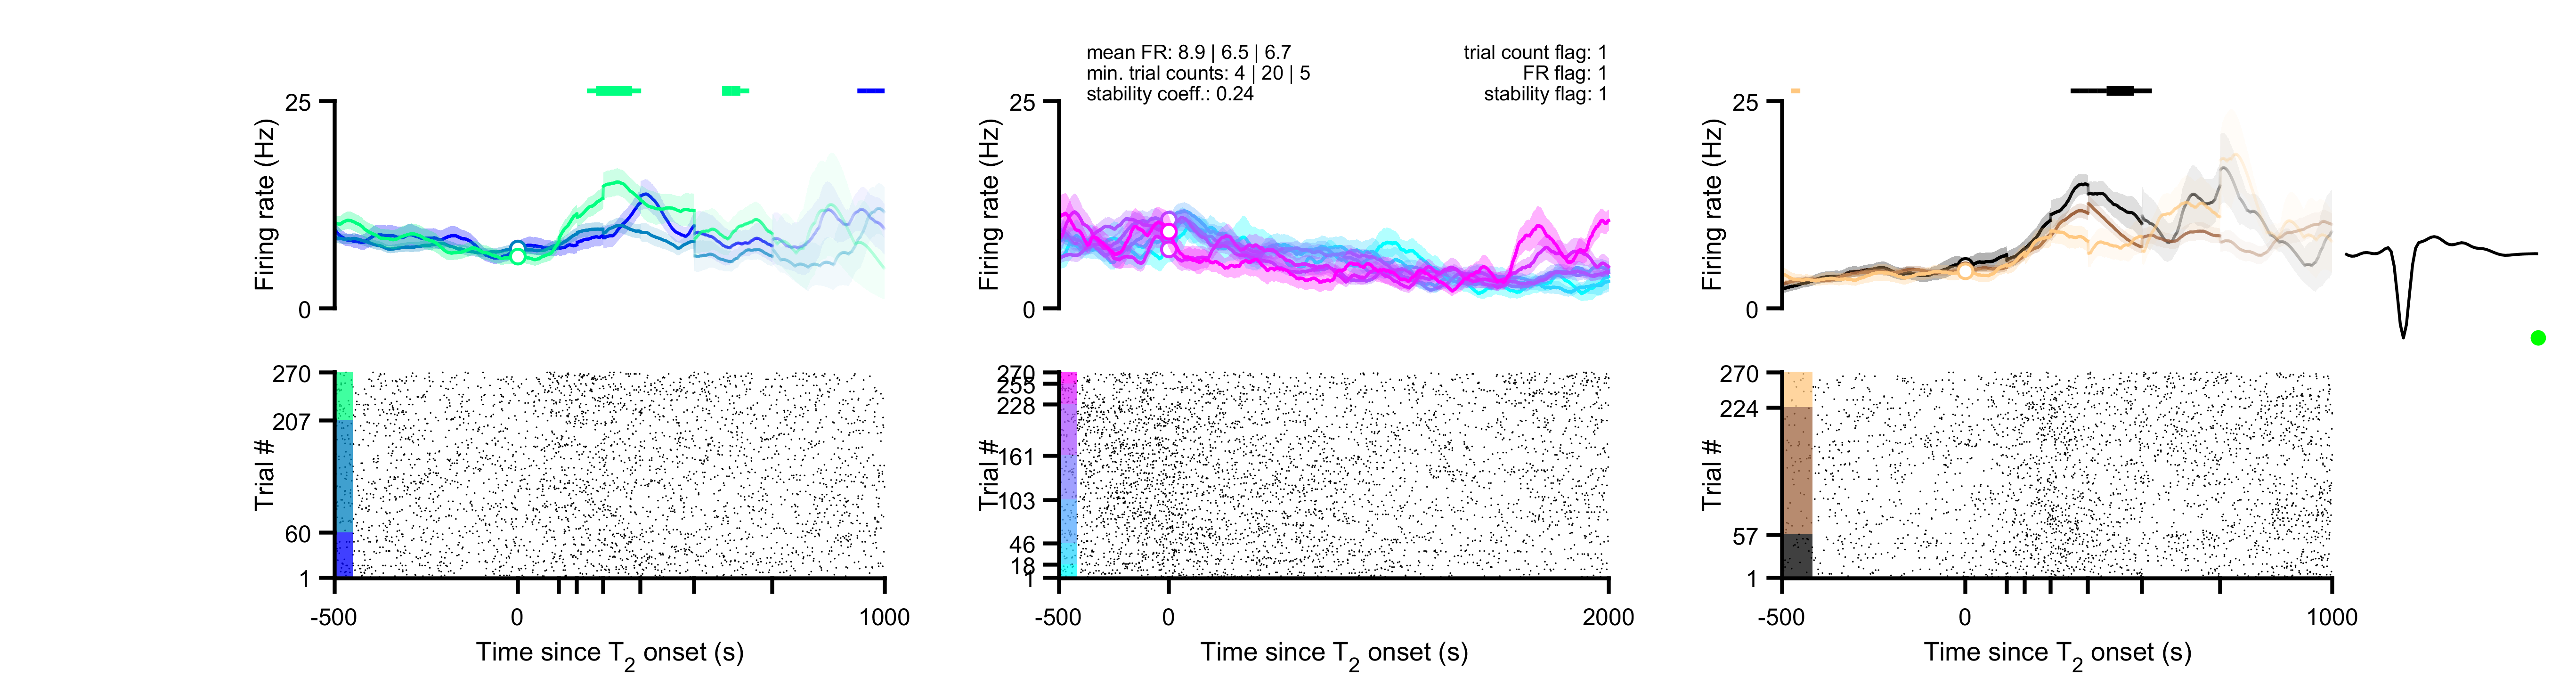 mean FR: 8.9 | 6.5 | 6.7
min. trial counts: 4 | 20 | 5
stability coeff.: 0.24
trial count flag: 1
FR flag: 1
stability flag: 1
25
0
Firing rate (Hz)
25
0
Firing rate (Hz)
25
0
Firing rate (Hz)
270
207
60
1
Trial #
-500
0
1000
Time since T2 onset (s)
270
255
228
161
103
46
18
1
Trial #
-500
0
2000
Time since T2 onset (s)
270
224
57
1
Trial #
-500
0
1000
Time since T2 onset (s)